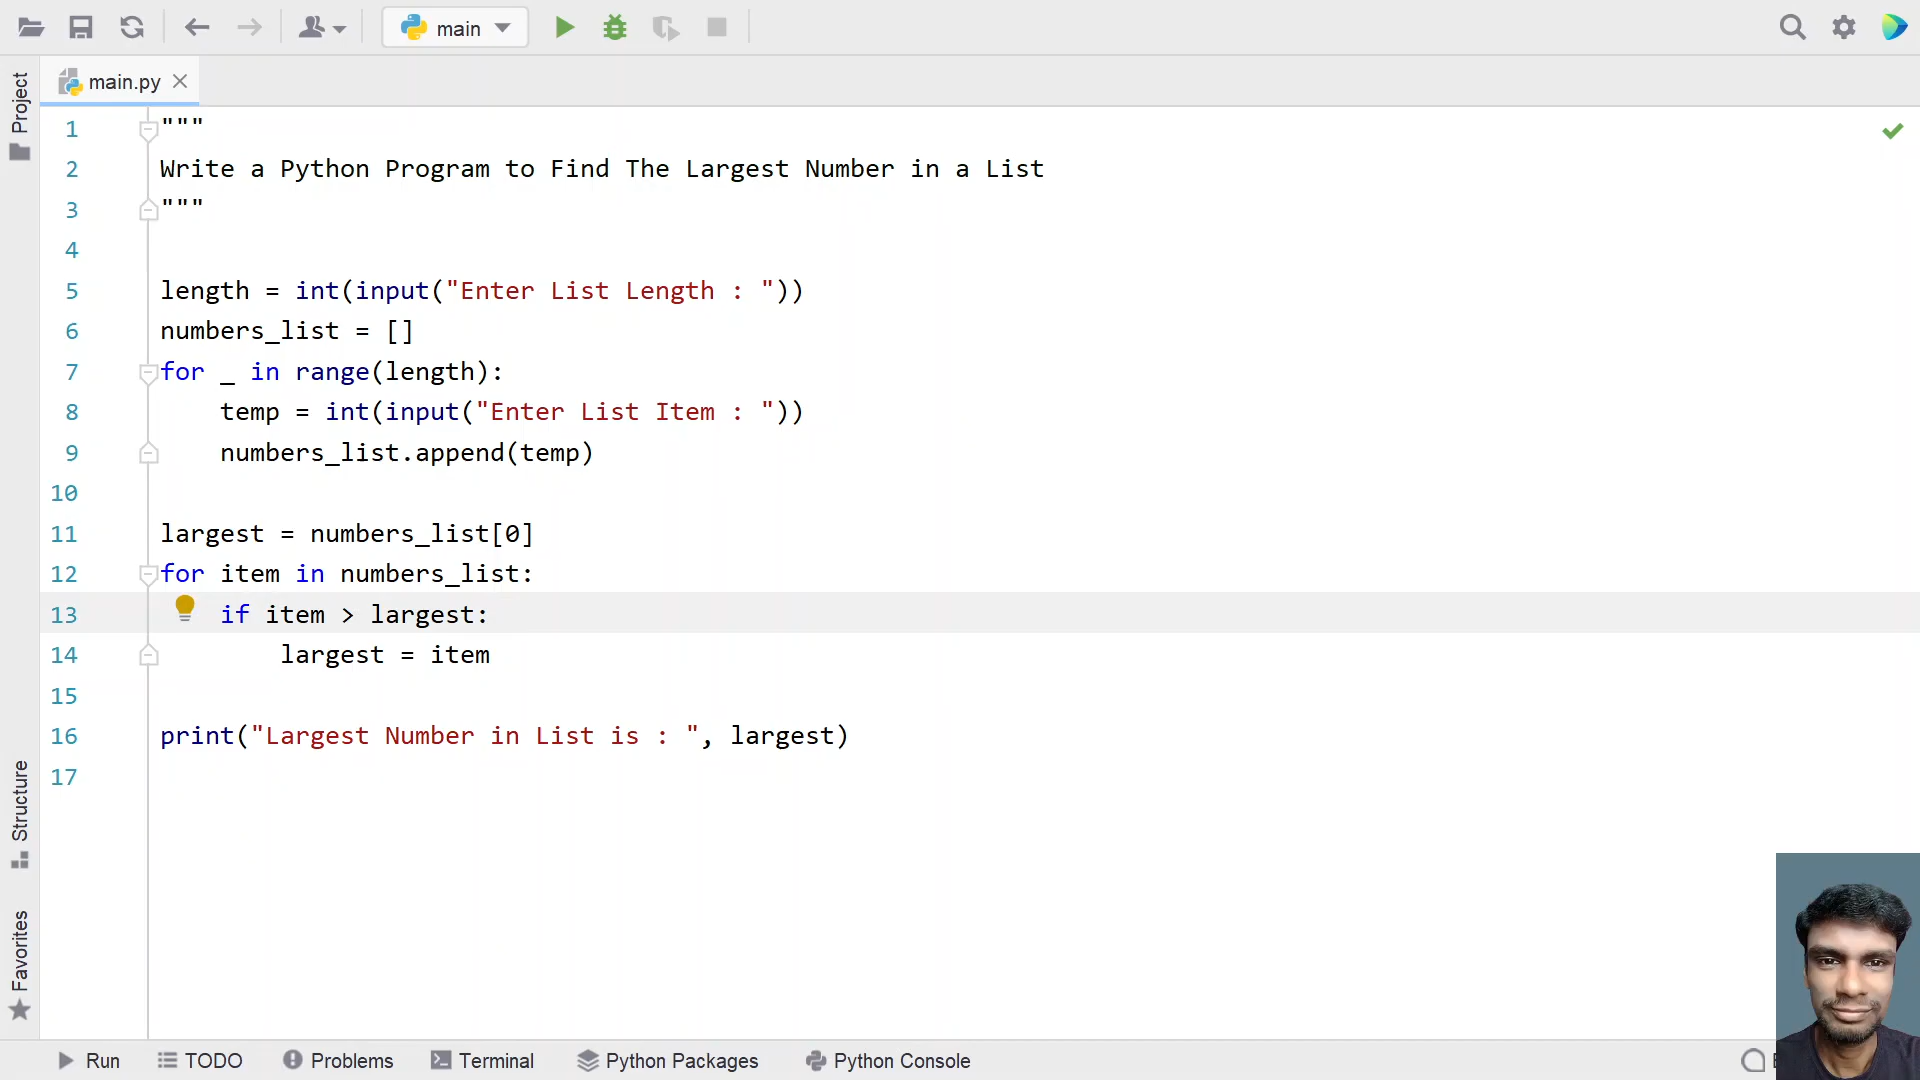 main
Project
main.py
1 """
2 Write a Python Program to Find The Largest Number in a List
3 """
4
5 length = int(input("Enter List Length : "))
6 numbers_list = []
7 for _ in range(length):
8     temp = int(input("Enter List Item : "))
9     numbers_list.append(temp)
10
11 largest = numbers_list[0]
12 for item in numbers_list:
13     if item > largest:
14         largest = item
15
16 print("Largest Number in List is : ", largest)
17
Structure
Favorites
Run TODO Problems Terminal Python Packages Python Console